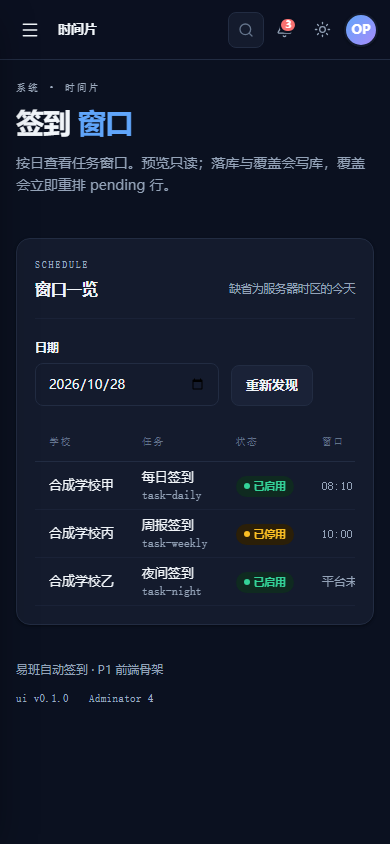 时间片
3
OP
系统 · 时间片
签到 窗口
按日查看任务窗口。预览只读；落库与覆盖会写库，覆盖
会立即重排 pending 行。
SCHEDULE
窗口一览
缺省为服务器时区的今天
日期
2026/10/28
重新发现
学校 任务 状态 窗口
合成学校甲 每日签到 已启用 08:10
task-daily
合成学校丙 周报签到 已停用 10:00
task-weekly
合成学校乙 夜间签到 已启用 平台未
task-night
易班自动签到 · P1 前端骨架
ui v0.1.0 Adminator 4